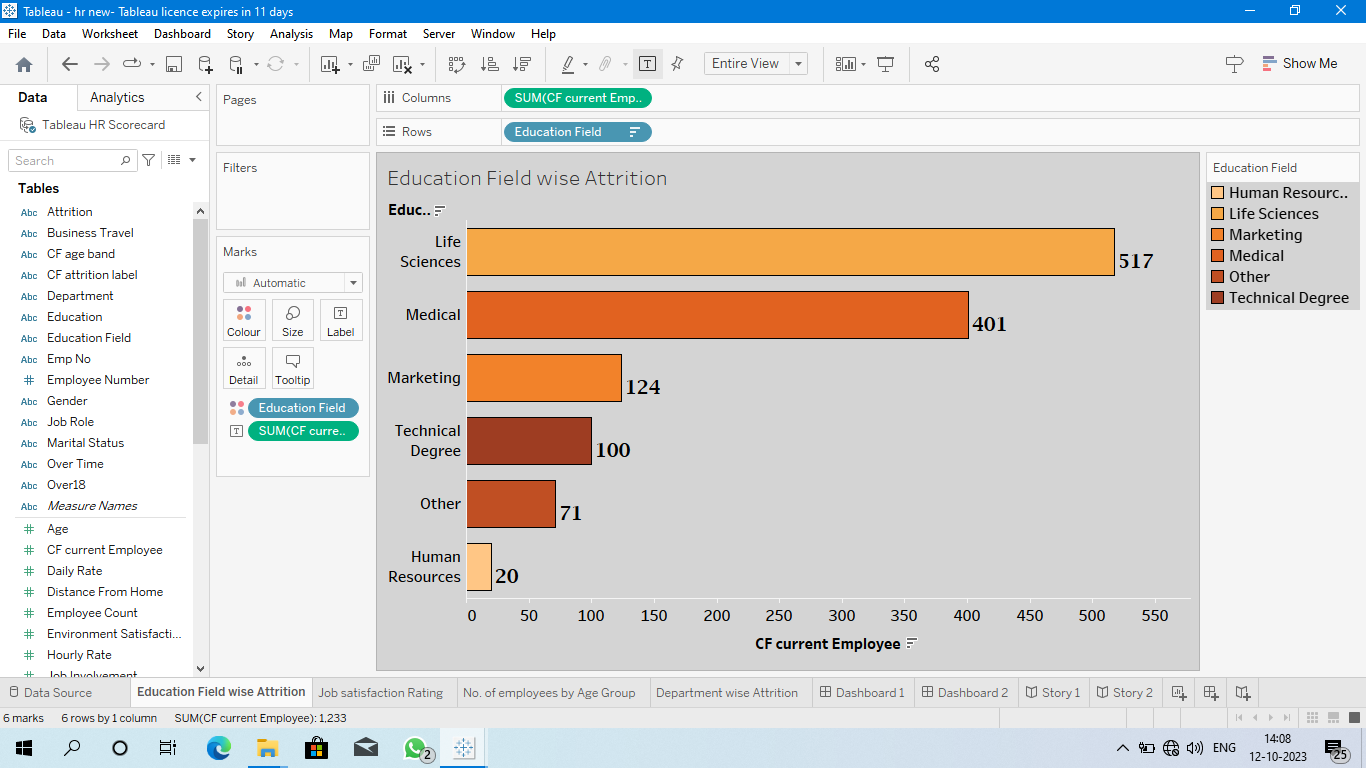 Tableau - hr new- Tableau licence expires in 11 days
File Data Worksheet Dashboard Story Analysis Map Format Server Window Help
Entire View
Show Me
Data Analytics
Tableau HR Scorecard
Search
Tables
Abc Attrition
Abc Business Travel
Abc CF age band
Abc CF attrition label
Abc Department
Abc Education
Abc Education Field
Abc Emp No
# Employee Number
Abc Gender
Abc Job Role
Abc Marital Status
Abc Over Time
Abc Over18
Abc Measure Names
# Age
# CF current Employee
# Daily Rate
# Distance From Home
# Employee Count
# Environment Satisfacti...
# Hourly Rate
# Job Involvement
Pages
Filters
Marks
Automatic
Colour Size Label
Detail Tooltip
Education Field
SUM(CF curre..
Columns SUM(CF current Emp..
Rows Education Field
Education Field wise Attrition
Educ..
Life
Sciences
517
Medical 401
Marketing 124
Technical
Degree
100
Other 71
Human
Resources
20
0 50 100 150 200 250 300 350 400 450 500 550
CF current Employee
Education Field
Human Resourc..
Life Sciences
Marketing
Medical
Other
Technical Degree
Data Source Education Field wise Attrition Job satisfaction Rating No. of employees by Age Group Department wise Attrition Dashboard 1 Dashboard 2 Story 1 Story 2
6 marks 6 rows by 1 column SUM(CF current Employee): 1,233
2
ENG
14:08
12-10-2023
25